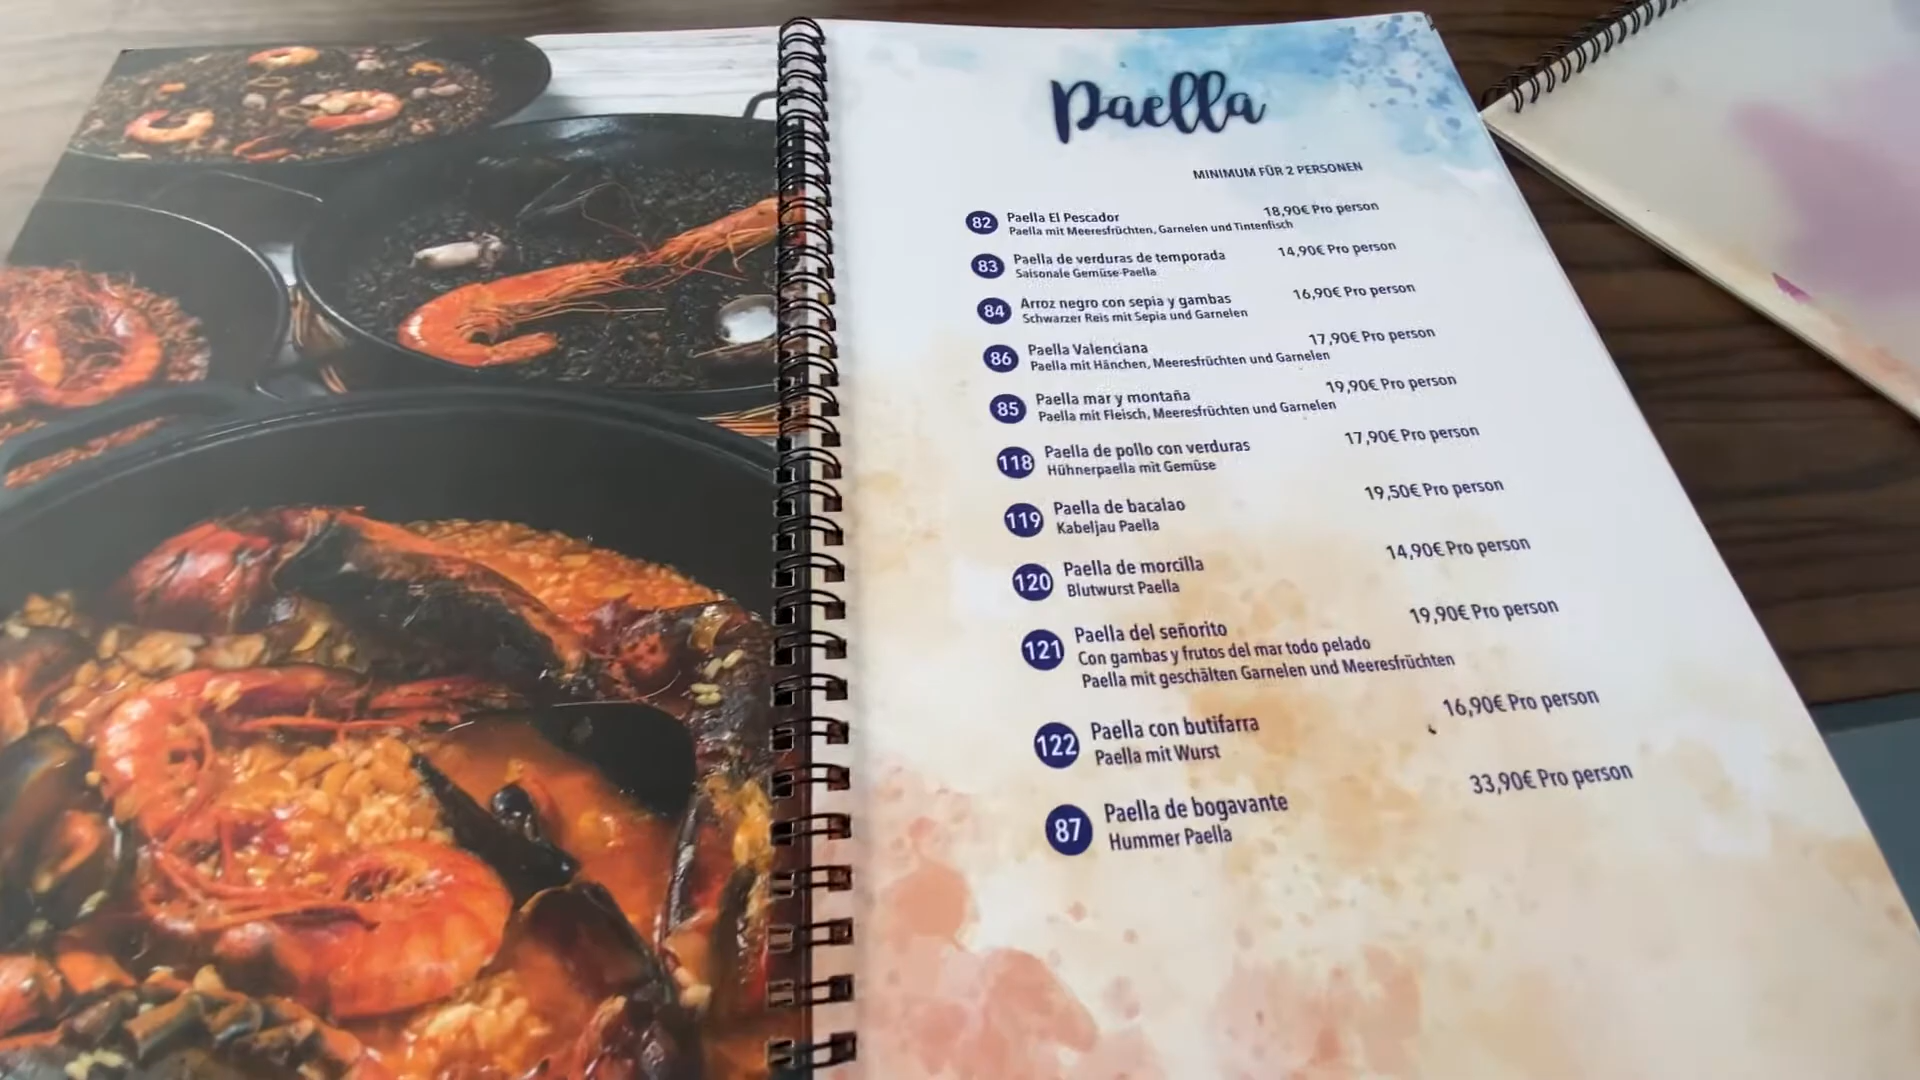 Paella
MINIMUM FÜR 2 PERSONEN
82 Paella El Pescador 18,90€ Pro person
Paella mit Meeresfrüchten, Garnelen und Tintenfisch
83 Paella de verduras de temporada 14,90€ Pro person
Saisonale Gemüse-Paella
84 Arroz negro con sepia y gambas 16,90€ Pro person
Schwarzer Reis mit Sepia und Garnelen
86 Paella Valenciana 17,90€ Pro person
Paella mit Hänchen, Meeresfrüchten und Garnelen
85 Paella mar y montaña 19,90€ Pro person
Paella mit Fleisch, Meeresfrüchten und Garnelen
118 Paella de pollo con verduras 17,90€ Pro person
Hühnerpaella mit Gemüse
119 Paella de bacalao 19,50€ Pro person
Kabeljau Paella
120 Paella de morcilla 14,90€ Pro person
Blutwurst Paella
121 Paella del señorito 19,90€ Pro person
Con gambas y frutos del mar todo pelado
Paella mit geschälten Garnelen und Meeresfrüchten
122 Paella con butifarra 16,90€ Pro person
Paella mit Wurst
87 Paella de bogavante 33,90€ Pro person
Hummer Paella